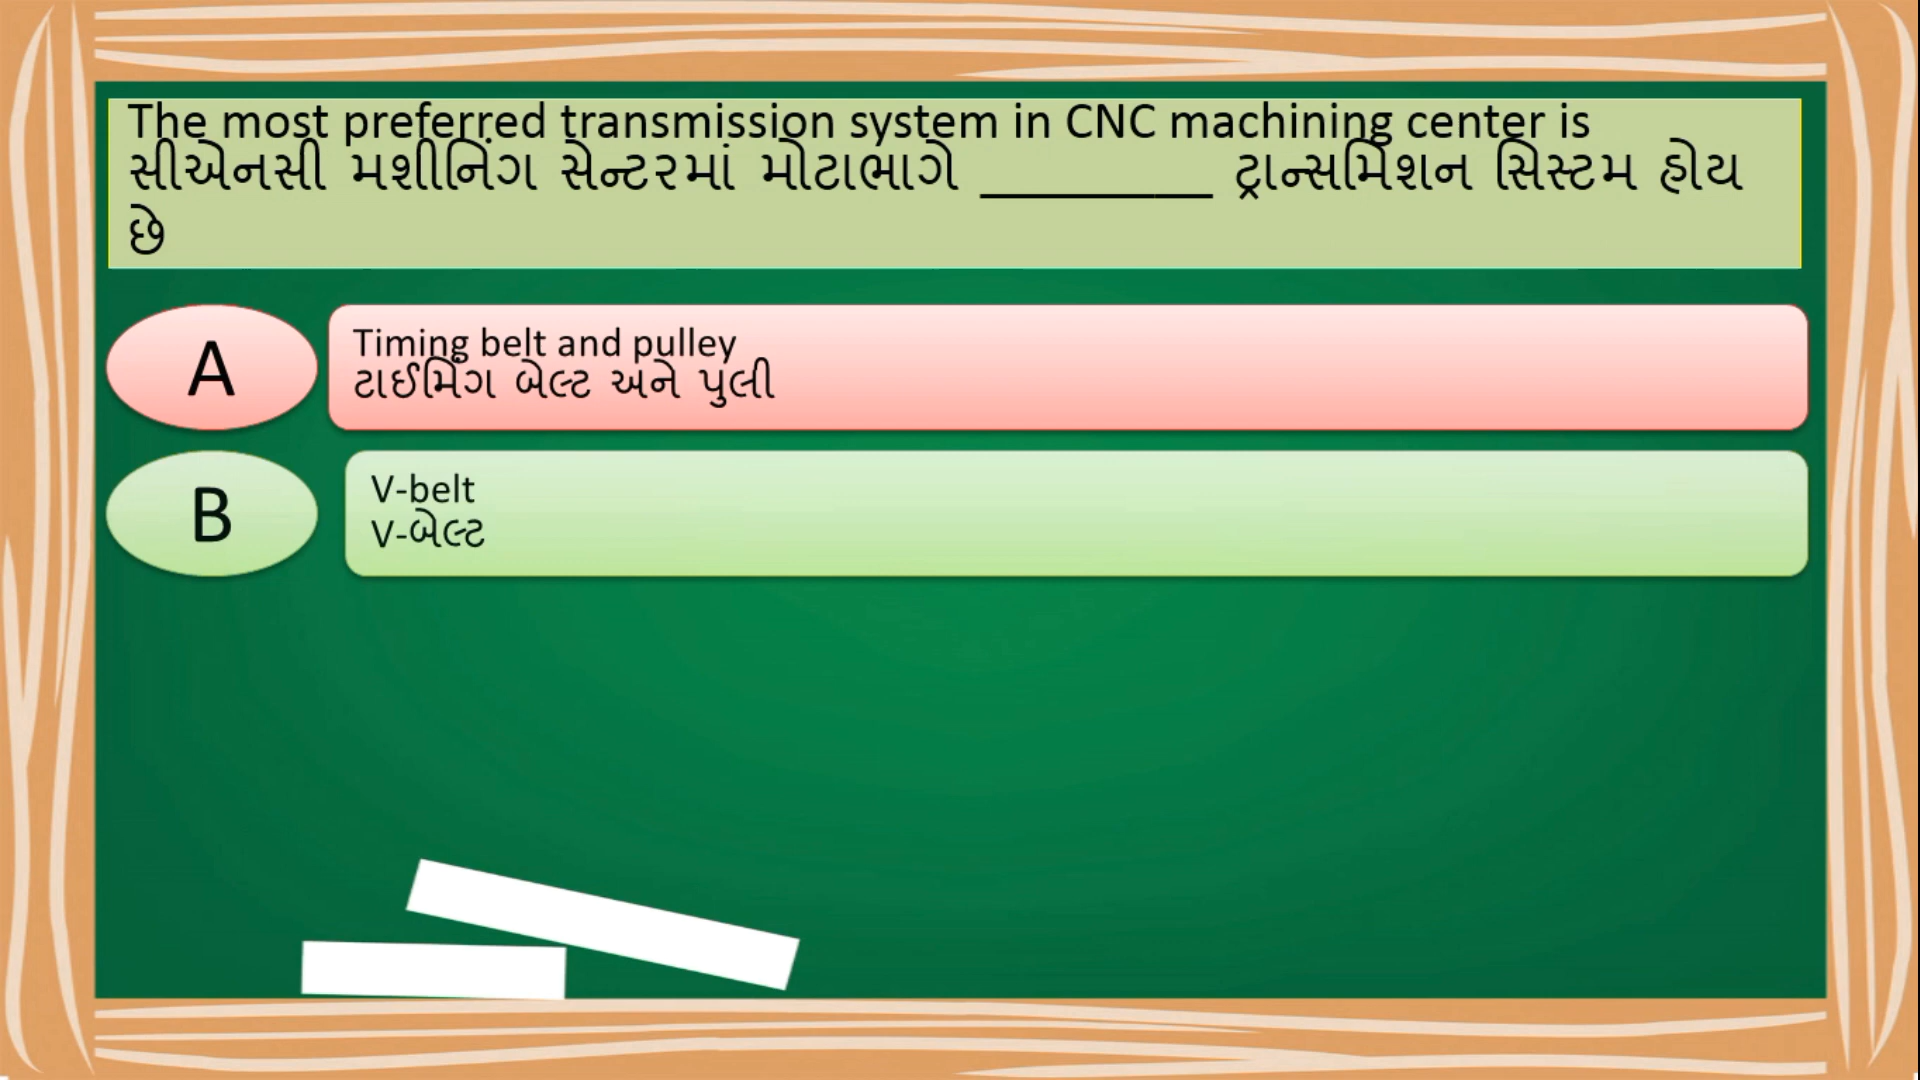 The most preferred transmission system in CNC machining center is
સીએનસી મશીનિંગ સેન્ટરમાં મોટાભાગે __________ ટ્રાન્સમિશન સિસ્ટમ હોય
છે
A
Timing belt and pulley
ટાઈમિંગ બેલ્ટ અને પુલી
B
V-belt
V-બેલ્ટ